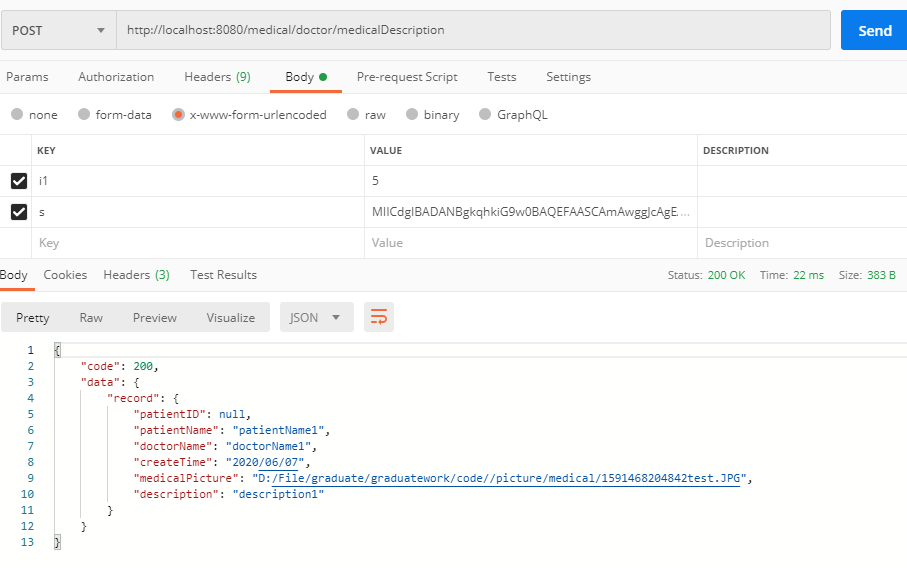 POST http://localhost:8080/medical/doctor/medicalDescription Send
Params Authorization Headers (9) Body Pre-request Script Tests Settings
none form-data x-www-form-urlencoded raw binary GraphQL
KEY VALUE DESCRIPTION
i1 5
s MIICdgIBADANBgkqhkiG9w0BAQEFAASCAmAwggJcAgE...
Key Value Description
Body Cookies Headers (3) Test Results Status: 200 OK Time: 22 ms Size: 383 B
Pretty Raw Preview Visualize JSON
1 {
2 "code": 200,
3 "data": {
4 "record": {
5 "patientID": null,
6 "patientName": "patientName1",
7 "doctorName": "doctorName1",
8 "createTime": "2020/06/07",
9 "medicalPicture": "D:/File/graduate/graduatework/code//picture/medical/1591468204842test.JPG",
10 "description": "description1"
11 }
12 }
13 }